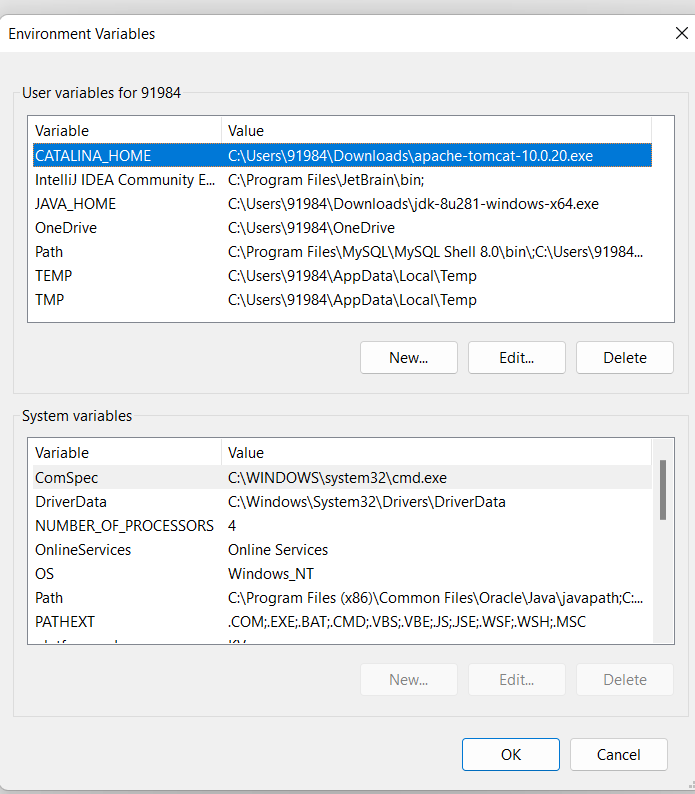 Environment Variables
User variables for 91984
Variable Value
CATALINA_HOME C:\Users\91984\Downloads\apache-tomcat-10.0.20.exe
IntelliJ IDEA Community E... C:\Program Files\JetBrain\bin;
JAVA_HOME C:\Users\91984\Downloads\jdk-8u281-windows-x64.exe
OneDrive C:\Users\91984\OneDrive
Path C:\Program Files\MySQL\MySQL Shell 8.0\bin\;C:\Users\91984...
TEMP C:\Users\91984\AppData\Local\Temp
TMP C:\Users\91984\AppData\Local\Temp
New... Edit... Delete
System variables
Variable Value
ComSpec C:\WINDOWS\system32\cmd.exe
DriverData C:\Windows\System32\Drivers\DriverData
NUMBER_OF_PROCESSORS 4
OnlineServices Online Services
OS Windows_NT
Path C:\Program Files (x86)\Common Files\Oracle\Java\javapath;C:...
PATHEXT .COM;.EXE;.BAT;.CMD;.VBS;.VBE;.JS;.JSE;.WSF;.WSH;.MSC
New... Edit... Delete
OK Cancel